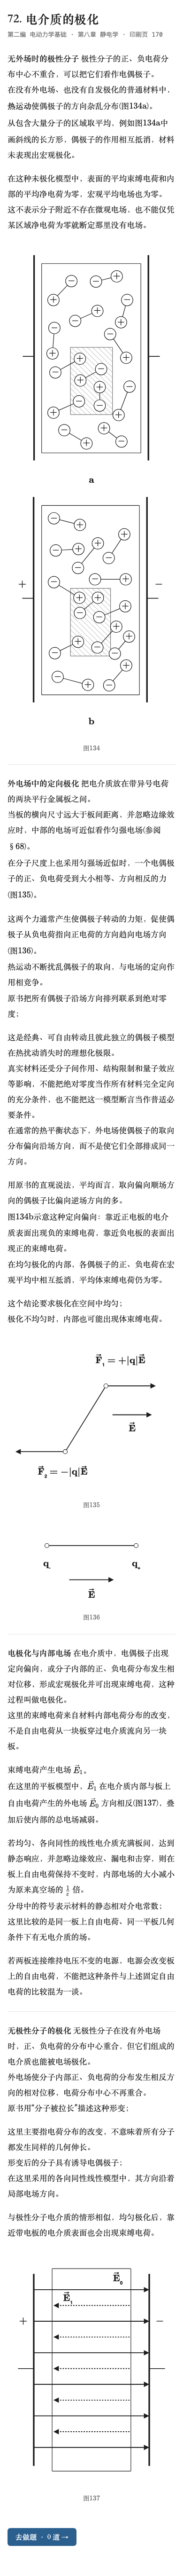 72. 电介质的极化
第二编 电动力学基础 · 第八章 静电学 · 印刷页 170
无外场时的极性分子 极性分子的正、负电荷分
布中心不重合，可以把它们看作电偶极子。
在没有外电场、也没有自发极化的普通材料中，
热运动使偶极子的方向杂乱分布(图134a)。
从包含大量分子的区域取平均，例如图134a中
画斜线的长方形，偶极子的作用相互抵消，材料
未表现出宏观极化。
在这种未极化模型中，表面的平均束缚电荷和内
部的平均净电荷为零，宏观平均电场也为零。
这不表示分子附近不存在微观电场，也不能仅凭
某区域净电荷为零就断定那里没有电场。
a
+ −
b
图134
外电场中的定向极化 把电介质放在带异号电荷
的两块平行金属板之间。
当板的横向尺寸远大于板间距离，并忽略边缘效
应时，中部的电场可近似看作匀强电场(参阅
§68)。
在分子尺度上也采用匀强场近似时，一个电偶极
子的正、负电荷受到大小相等、方向相反的力
(图135)。
这两个力通常产生使偶极子转动的力矩，促使偶
极子从负电荷指向正电荷的方向趋向电场方向
(图136)。
热运动不断扰乱偶极子的取向，与电场的定向作
用相竞争。
原书把所有偶极子沿场方向排列联系到绝对零
度；
这是经典、可自由转动且彼此独立的偶极子模型
在热扰动消失时的理想化极限。
真实材料还受分子间作用、结构限制和量子效应
等影响，不能把绝对零度当作所有材料完全定向
的充分条件，也不能把这一模型断言当作普适必
要条件。
在通常的热平衡状态下，外电场使偶极子的取向
分布偏向沿场方向，而不是使它们全部排成同一
方向。
用原书的直观说法，平均而言，取向偏向顺场方
向的偶极子比偏向逆场方向的多。
图134b示意这种定向偏向：靠近正电板的电介
质表面出现负的束缚电荷，靠近负电板的表面出
现正的束缚电荷。
在均匀极化的内部，各偶极子的正、负电荷在宏
观平均中相互抵消，平均体束缚电荷仍为零。
这个结论要求极化在空间中均匀；
极化不均匀时，内部也可能出现体束缚电荷。
F⃗₁ = +|q|E⃗
E⃗
F⃗₂ = −|q|E⃗
图135
q₋ q₊
E⃗
图136
电极化与内部电场 在电介质中，电偶极子出现
定向偏向，或分子内部的正、负电荷分布发生相
对位移，形成宏观极化并可出现束缚电荷，这种
过程叫做电极化。
这里的束缚电荷来自材料内部电荷分布的改变，
不是自由电荷从一块板穿过电介质流向另一块
板。
束缚电荷产生电场 E⃗₁。
在这里的平板模型中，E⃗₁ 在电介质内部与板上
自由电荷产生的外电场 E⃗₀ 方向相反(图137)，叠
加后使内部的总电场减弱。
若均匀、各向同性的线性电介质充满板间，达到
静态响应，并忽略边缘效应、漏电和击穿，则在
板上自由电荷保持不变时，内部电场的大小减小
为原来真空场的 1/ε 倍。
分母中的符号表示材料的静态相对介电常数；
这里比较的是同一板上自由电荷、同一平板几何
条件下有无电介质的场。
若两板连接维持电压不变的电源，电源会改变板
上的自由电荷，不能把这种条件与上述固定自由
电荷的比较混为一谈。
无极性分子的极化 无极性分子在没有外电场
时，正、负电荷的分布中心重合，但它们组成的
电介质也能被电场极化。
外电场使分子内部正、负电荷的分布发生相反方
向的相对位移，电荷分布中心不再重合。
原书用“分子被拉长”描述这种形变；
这里主要指电荷分布的改变，不意味着所有分子
都发生同样的几何伸长。
形变后的分子具有诱导电偶极子；
在这里采用的各向同性线性模型中，其方向沿着
局部电场方向。
与极性分子电介质的情形相似，均匀极化后，靠
近带电板的电介质表面也会出现束缚电荷。
E⃗₀
E⃗₁
+ −
图137
去做题 · 0 道 →